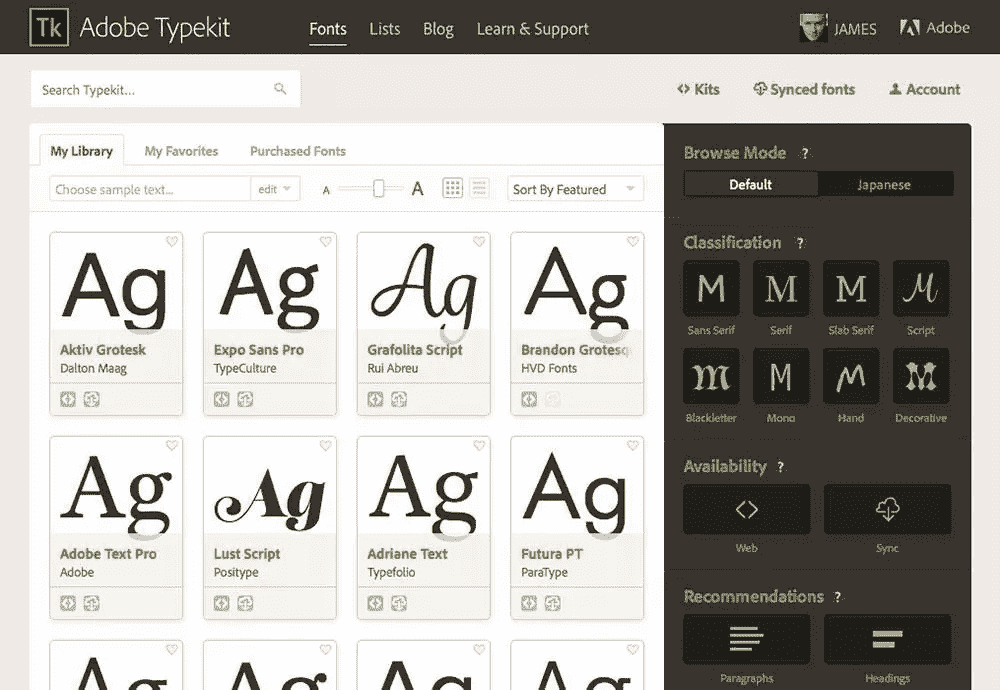 Tk Adobe Typekit Fonts Lists Blog Learn & Support JAMES Adobe
Search Typekit... Kits Synced fonts Account
My Library My Favorites Purchased Fonts
Choose sample text... edit A A Sort By Featured
Browse Mode ?
Default Japanese
Ag Ag Ag Ag
Aktiv Grotesk Expo Sans Pro Grafolita Script Brandon Grotesq
Dalton Maag TypeCulture Rui Abreu HVD Fonts
Classification ?
M M M M
Sans Serif Serif Slab Serif Script
M M M M
Blackletter Mono Hand Decorative
Ag Ag Ag Ag
Adobe Text Pro Lust Script Adriane Text Futura PT
Adobe Positype Typefolio ParaType
Availability ?
Web Sync
Recommendations ?
Paragraphs Headings
Ag Ag Ag Ag